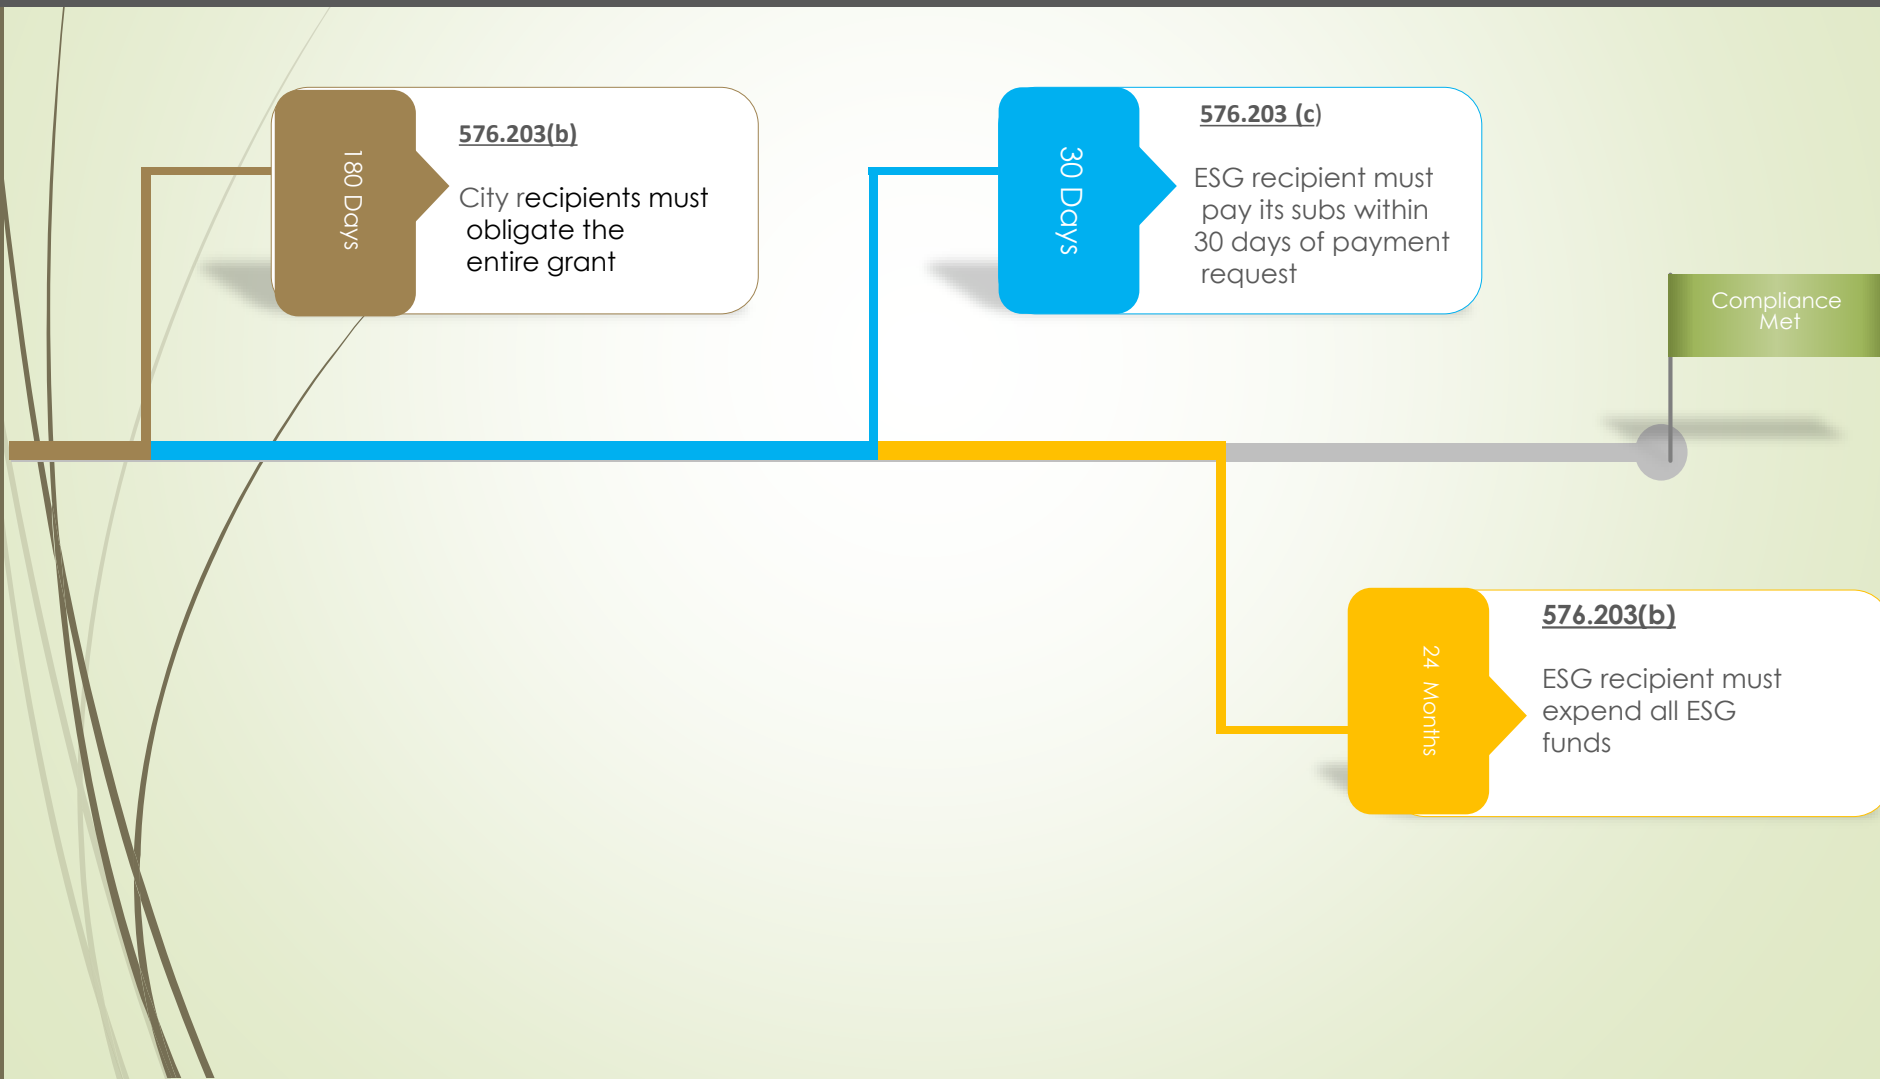 180 Days
576.203(b)
City recipients must
obligate the
entire grant
30 Days
576.203 (c)
ESG recipient must
pay its subs within
30 days of payment
request
Compliance
Met
24 Months
576.203(b)
ESG recipient must
expend all ESG
funds